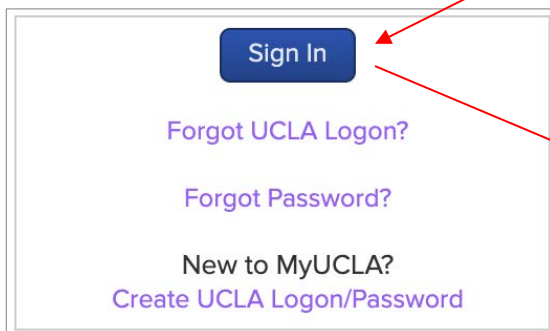 Sign In
Forgot UCLA Logon?
Forgot Password?
New to MyUCLA?
Create UCLA Logon/Password